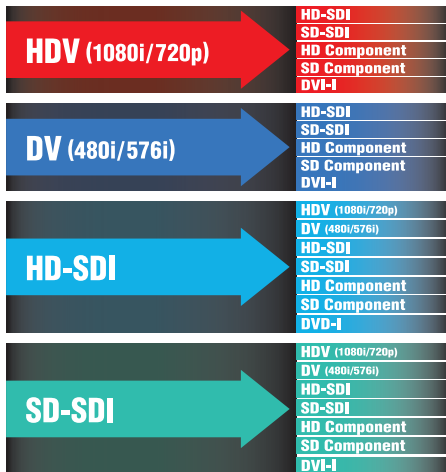 HDV (1080i/720p)
HD-SDI
SD-SDI
HD Component
SD Component
DVI-I
DV (480i/576i)
HD-SDI
SD-SDI
HD Component
SD Component
DVI-I
HD-SDI
HDV (1080i/720p)
DV (480i/576i)
HD-SDI
SD-SDI
HD Component
SD Component
DVD-I
SD-SDI
HDV (1080i/720p)
DV (480i/576i)
HD-SDI
SD-SDI
HD Component
SD Component
DVI-I